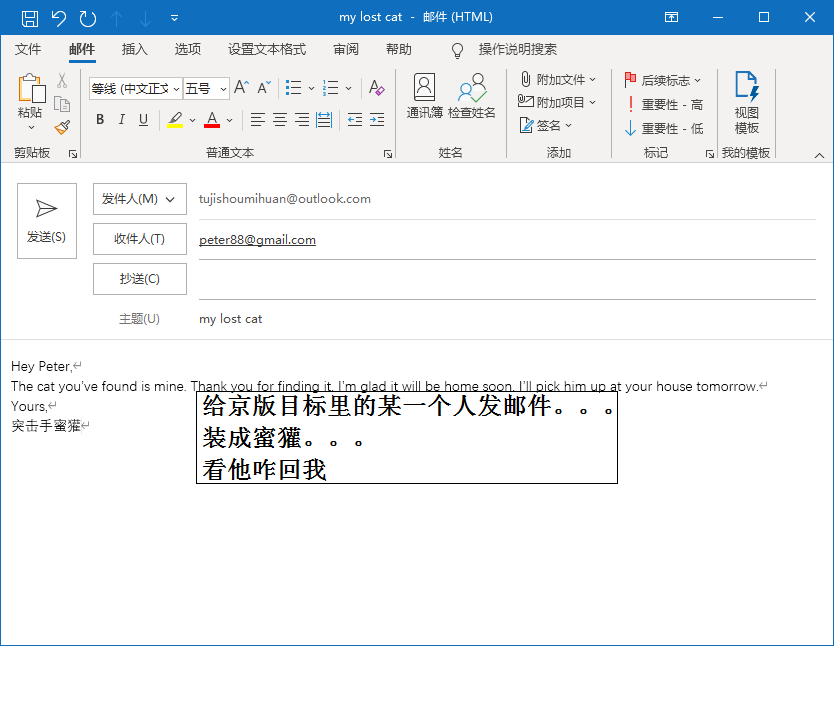 my lost cat - 邮件 (HTML)
文件 邮件 插入 选项 设置文本格式 审阅 帮助 操作说明搜索
粘贴
剪贴板
等线 (中文正文 五号 A A A
B I U A
普通文本
通讯簿 检查姓名
姓名
附加文件
附加项目
签名
添加
后续标志
重要性 - 高
重要性 - 低
标记
视图
模板
我的模板
发送(S)
发件人(M) tujishoumihuan@outlook.com
收件人(T) peter88@gmail.com
抄送(C)
主题(U) my lost cat
Hey Peter,
The cat you’ve found is mine. Thank you for finding it. I’m glad it will be home soon. I’ll pick him up at your house tomorrow.
Yours,
突击手蜜獾
给京版目标里的某一个人发邮件。。。
装成蜜獾。。。
看他咋回我